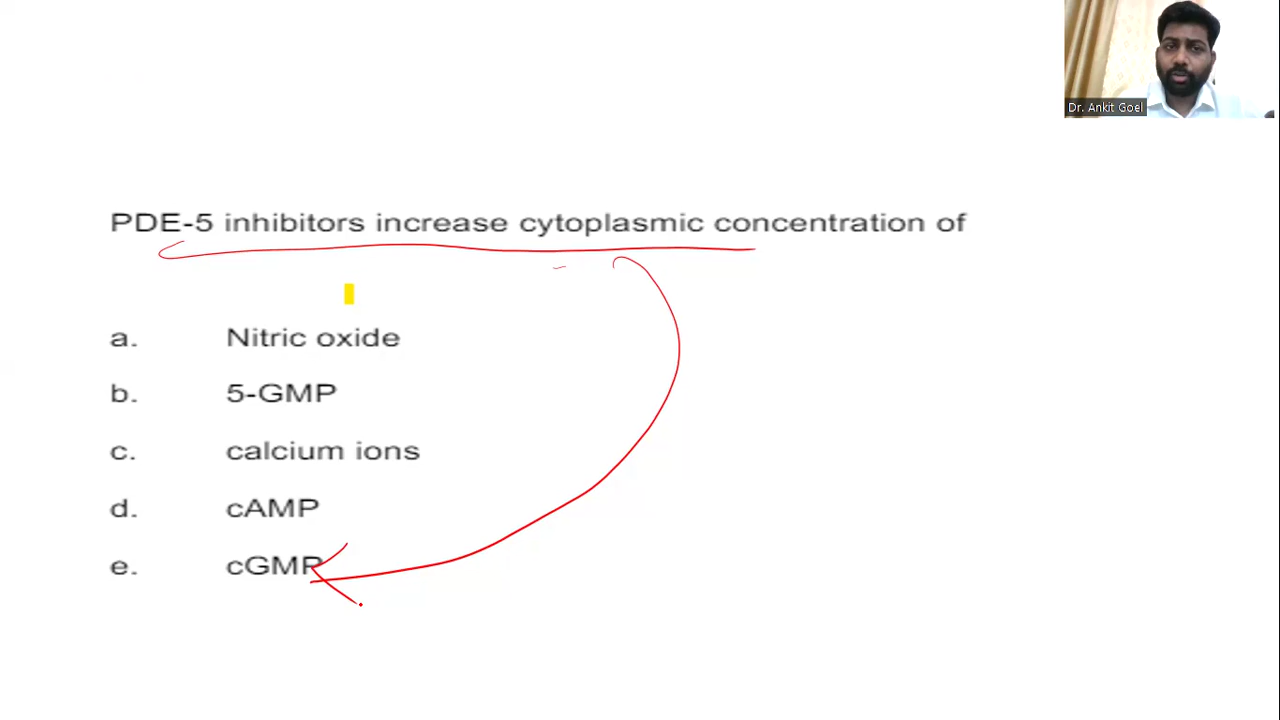 Dr. Ankit Goel
PDE-5 inhibitors increase cytoplasmic concentration of
a. Nitric oxide
b. 5-GMP
c. calcium ions
d. cAMP
e. cGMP